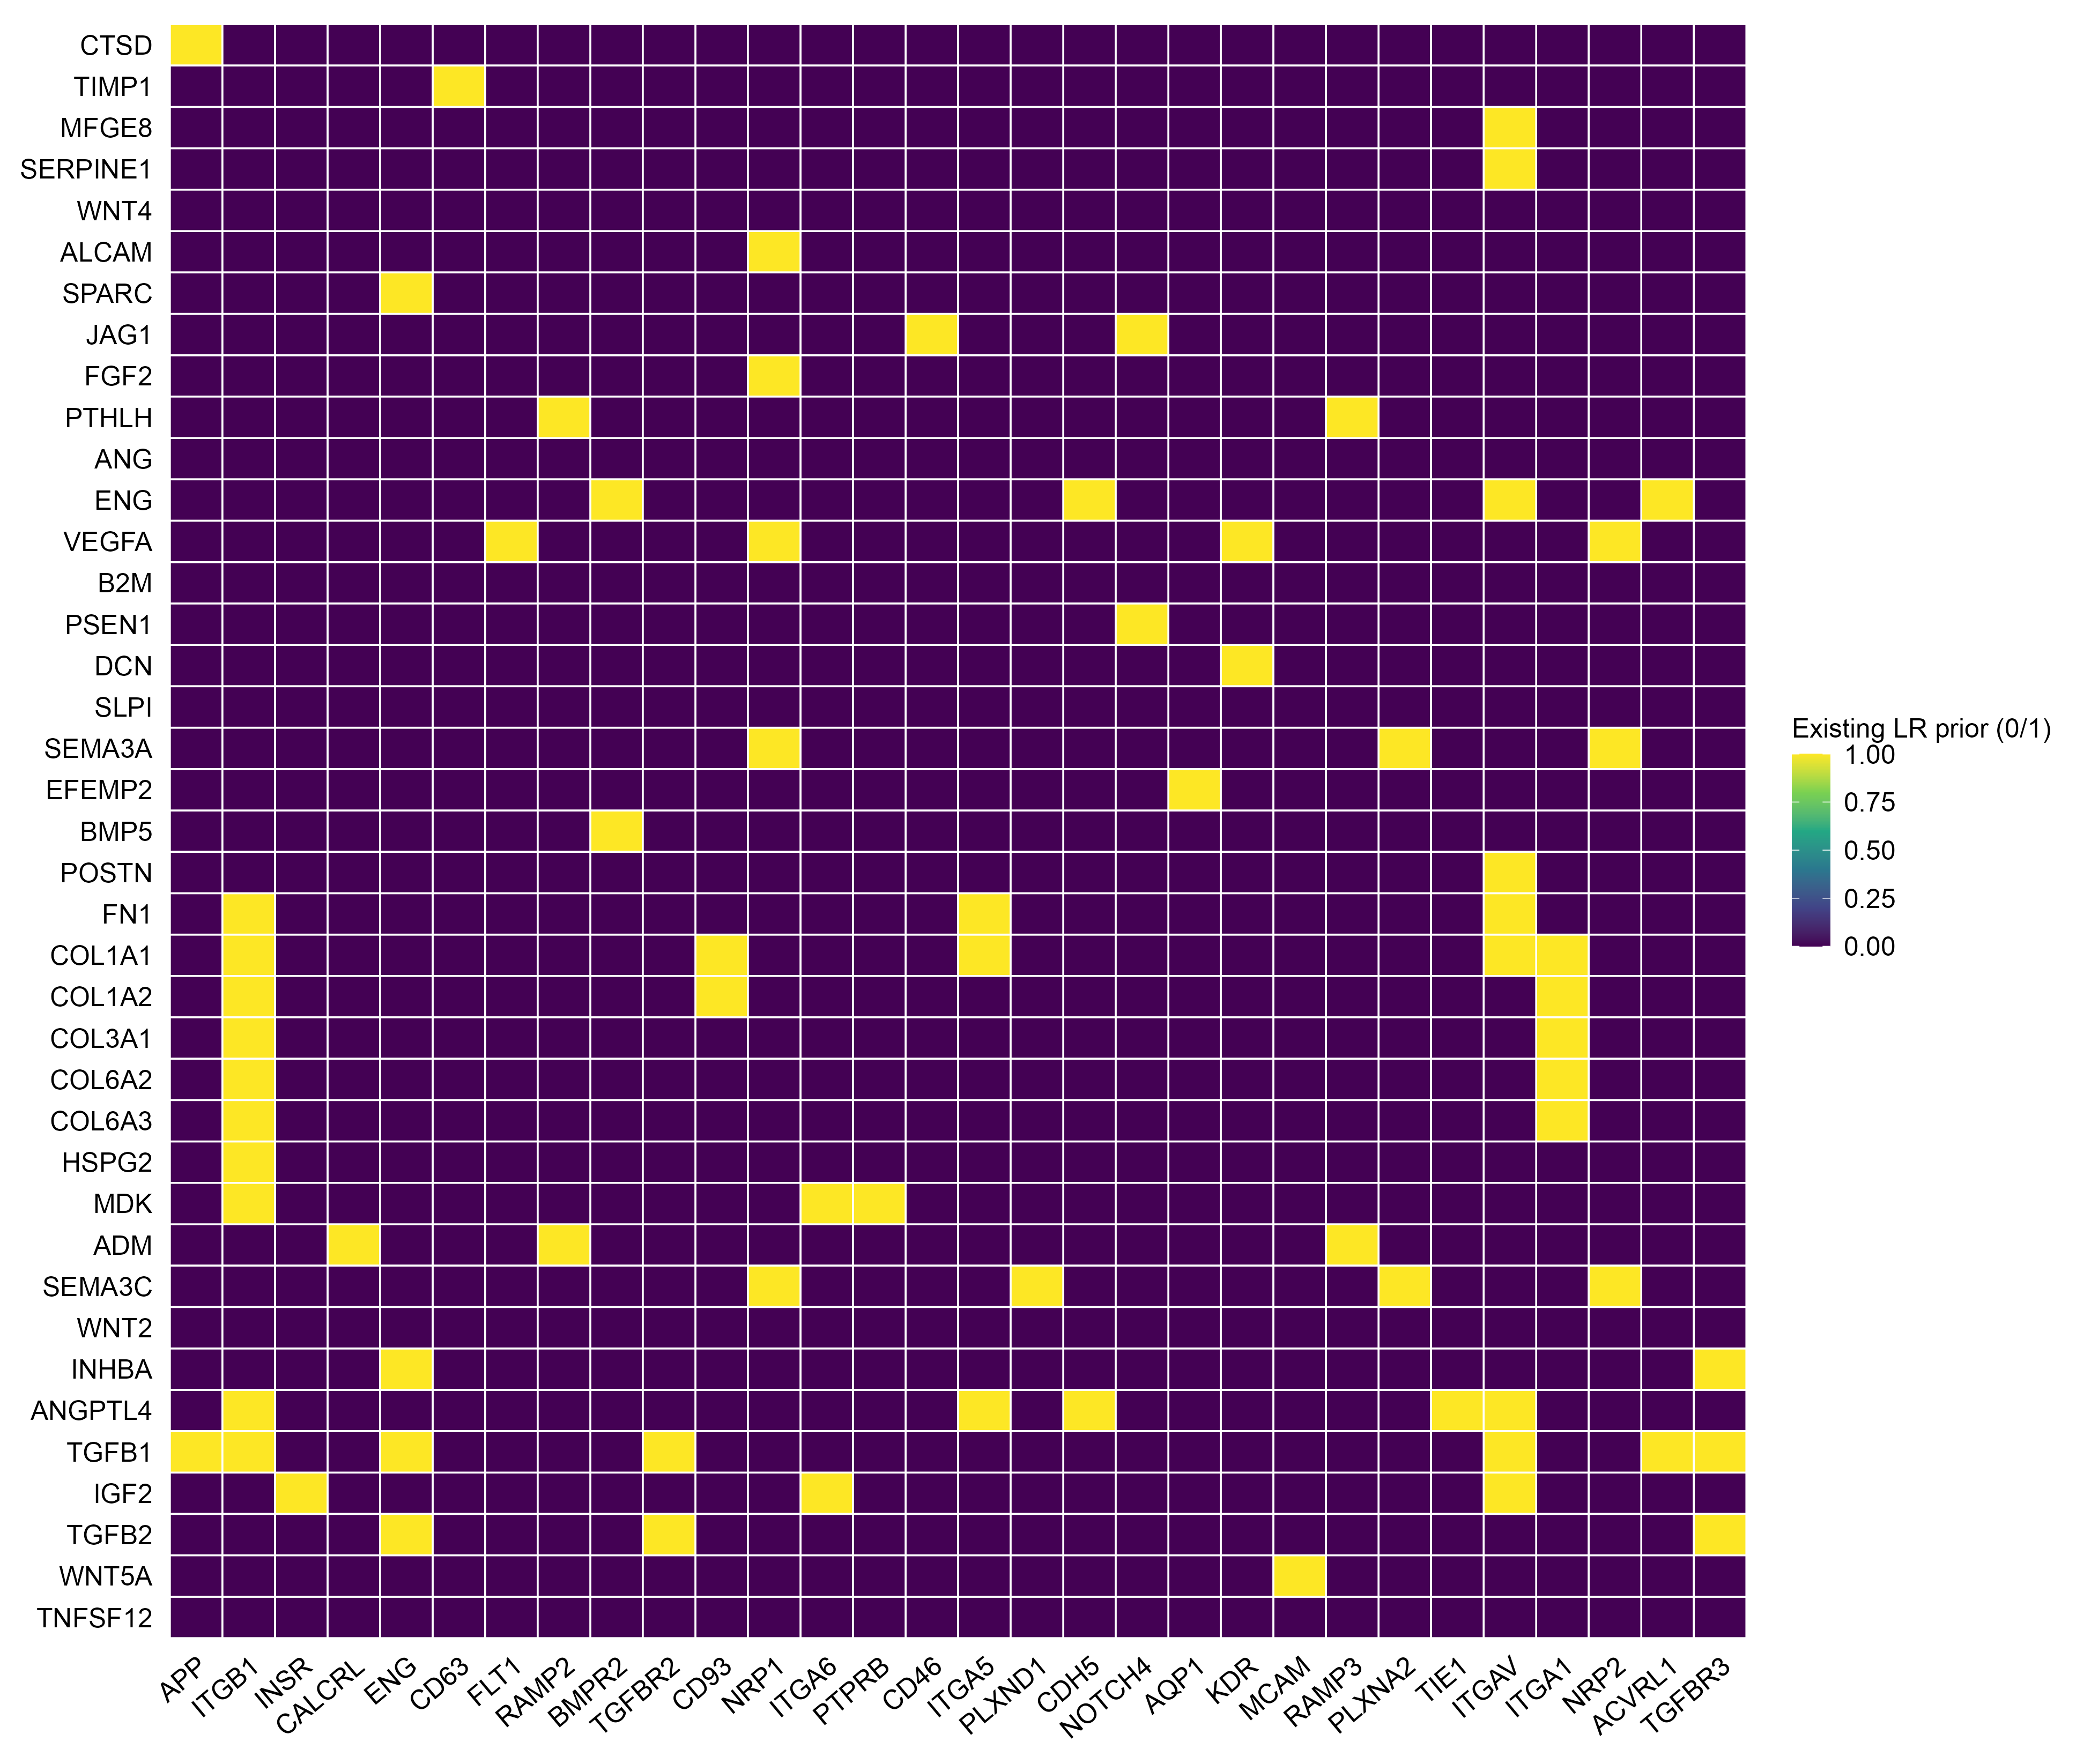 CTSD
TIMP1
MFGE8
SERPINE1
WNT4
ALCAM
SPARC
JAG1
FGF2
PTHLH
ANG
ENG
VEGFA
B2M
PSEN1
DCN
SLPI
SEMA3A
EFEMP2
BMP5
POSTN
FN1
COL1A1
COL1A2
COL3A1
COL6A2
COL6A3
HSPG2
MDK
ADM
SEMA3C
WNT2
INHBA
ANGPTL4
TGFB1
IGF2
TGFB2
WNT5A
TNFSF12
APP
ITGB1
INSR
CALCRL
ENG
CD63
FLT1
RAMP2
BMPR2
TGFBR2
CD93
NRP1
ITGA6
PTPRB
CD46
ITGA5
PLXND1
CDH5
NOTCH4
AQP1
KDR
MCAM
RAMP3
PLXNA2
TIE1
ITGAV
ITGA1
NRP2
ACVRL1
TGFBR3
Existing LR prior (0/1)
1.00
0.75
0.50
0.25
0.00